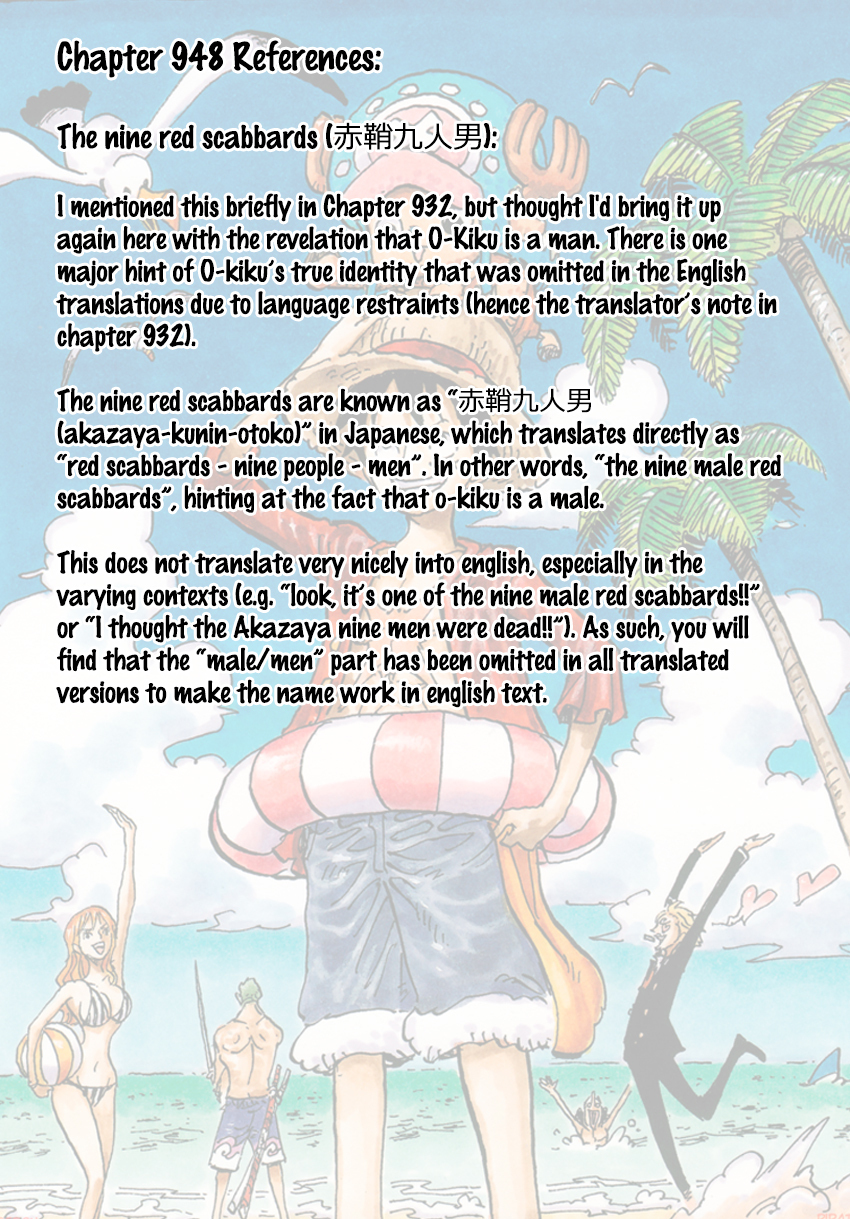 Chapter 948 References:
The nine red scabbards (赤鞘九人男):
I mentioned this briefly in Chapter 932, but thought I'd bring it up
again here with the revelation that O-Kiku is a man. There is one
major hint of O-kiku's true identity that was omitted in the English
translations due to language restraints (hence the translator's note in
chapter 932).
The nine red scabbards are known as "赤鞘九人男
(akazaya-kunin-otoko)" in Japanese, which translates directly as
"red scabbards - nine people - men". In other words, "the nine male red
scabbards", hinting at the fact that o-kiku is a male.
This does not translate very nicely into english, especially in the
varying contexts (e.g. "look, it's one of the nine male red scabbards!!"
or "I thought the Akazaya nine men were dead!!"). As such, you will
find that the "male/men" part has been omitted in all translated
versions to make the name work in english text.